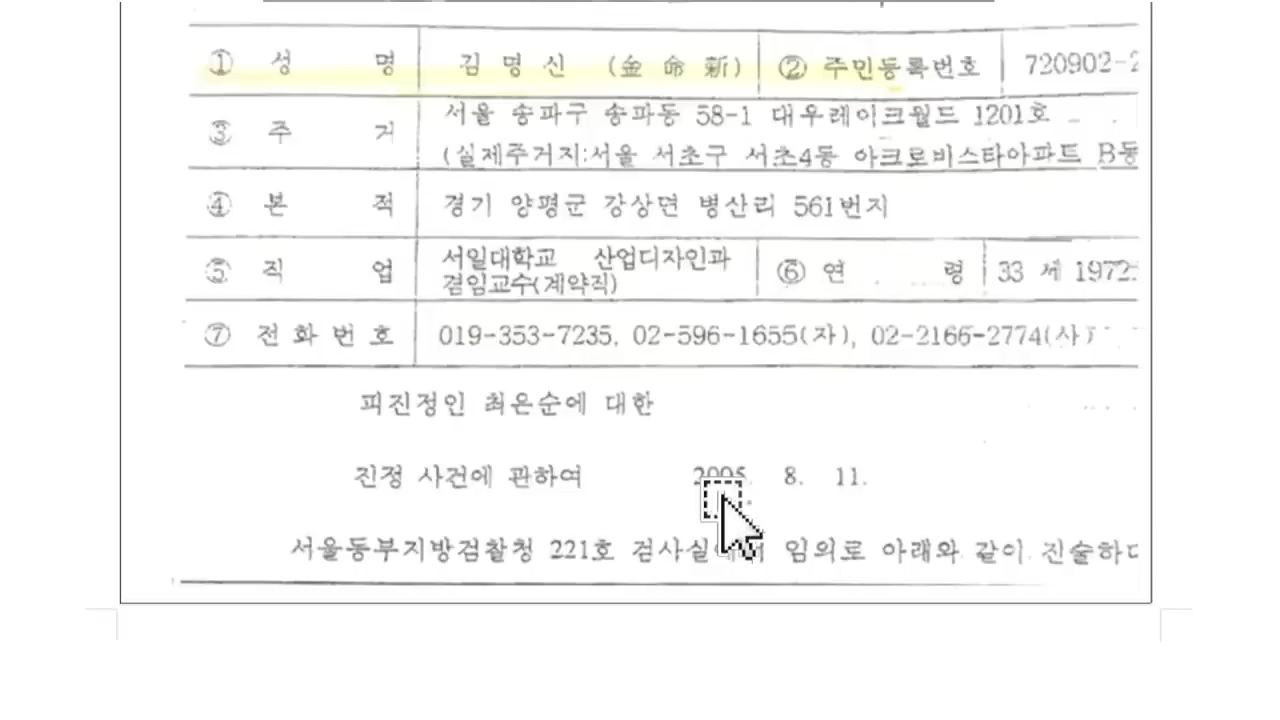 ① 성 명 김 명 신 (金 命 新) ② 주민등록번호 720902-2
③ 주 거 서울 송파구 송파동 58-1 대우레이크월드 1201호
(실제주거지:서울 서초구 서초4동 아크로비스타아파트 B동
④ 본 적 경기 양평군 강상면 병산리 561번지
⑤ 직 업 서일대학교 산업디자인과
겸임교수(계약직) ⑥ 연 령 33 세 1972.
⑦ 전 화 번 호 019-353-7235, 02-596-1655(자), 02-2166-2774(사)
피진정인 최은순에 대한
진정 사건에 관하여 2005. 8. 11.
서울동부지방검찰청 221호 검사실에서 임의로 아래와 같이 진술하다